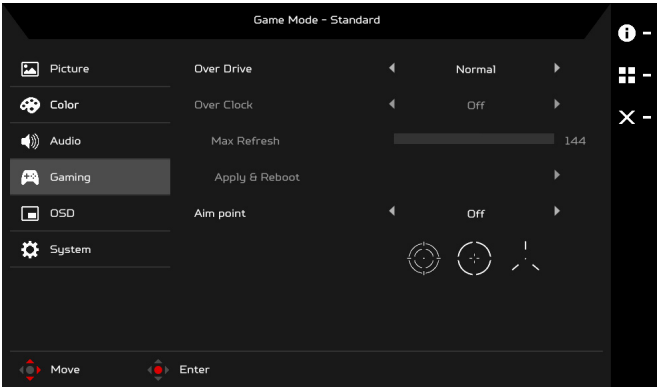 Game Mode - Standard
Picture
Over Drive Normal
Color
Over Clock Off
Audio
Max Refresh 144
Gaming
Apply & Reboot
OSD
Aim point Off
System
Move Enter